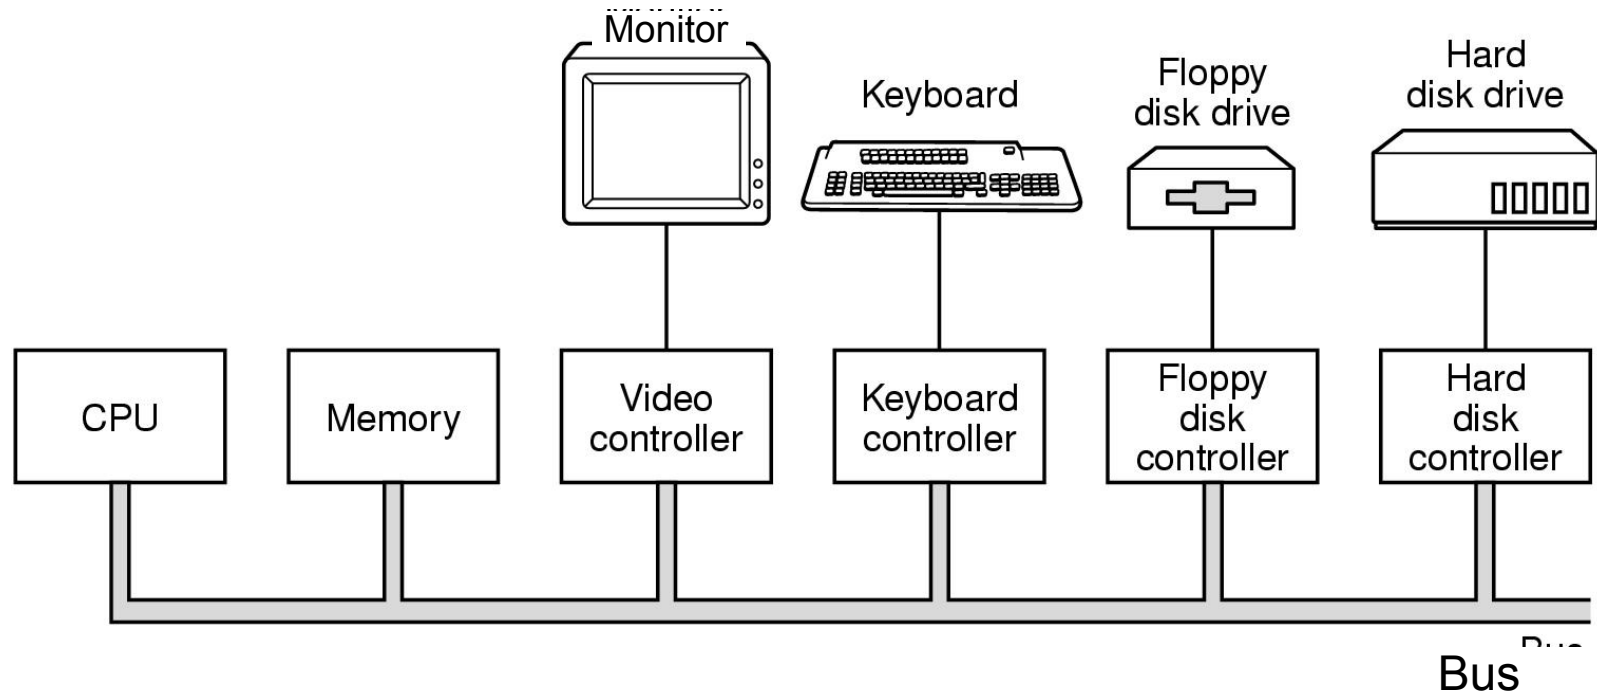 Monitor
Keyboard
Floppy
disk drive
Hard
disk drive
CPU
Memory
Video
controller
Keyboard
controller
Floppy
disk
controller
Hard
disk
controller
Bus